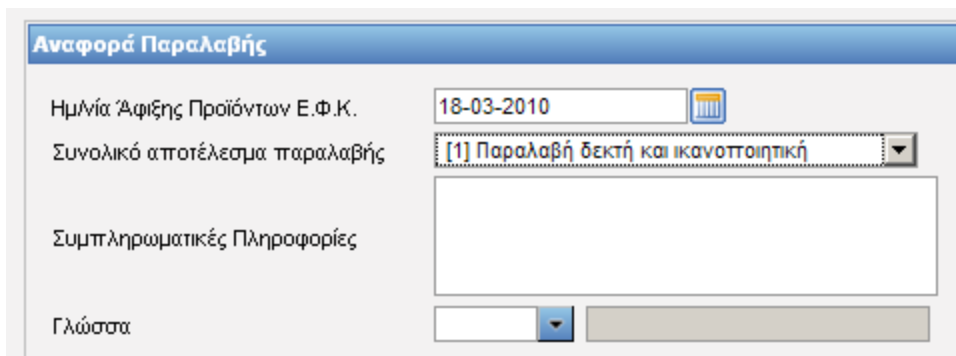 Αναφορά Παραλαβής
Ημ/νία Άφιξης Προϊόντων Ε.Φ.Κ. 18-03-2010
Συνολικό αποτέλεσμα παραλαβής [1] Παραλαβή δεκτή και ικανοποιητική
Συμπληρωματικές Πληροφορίες
Γλώσσα